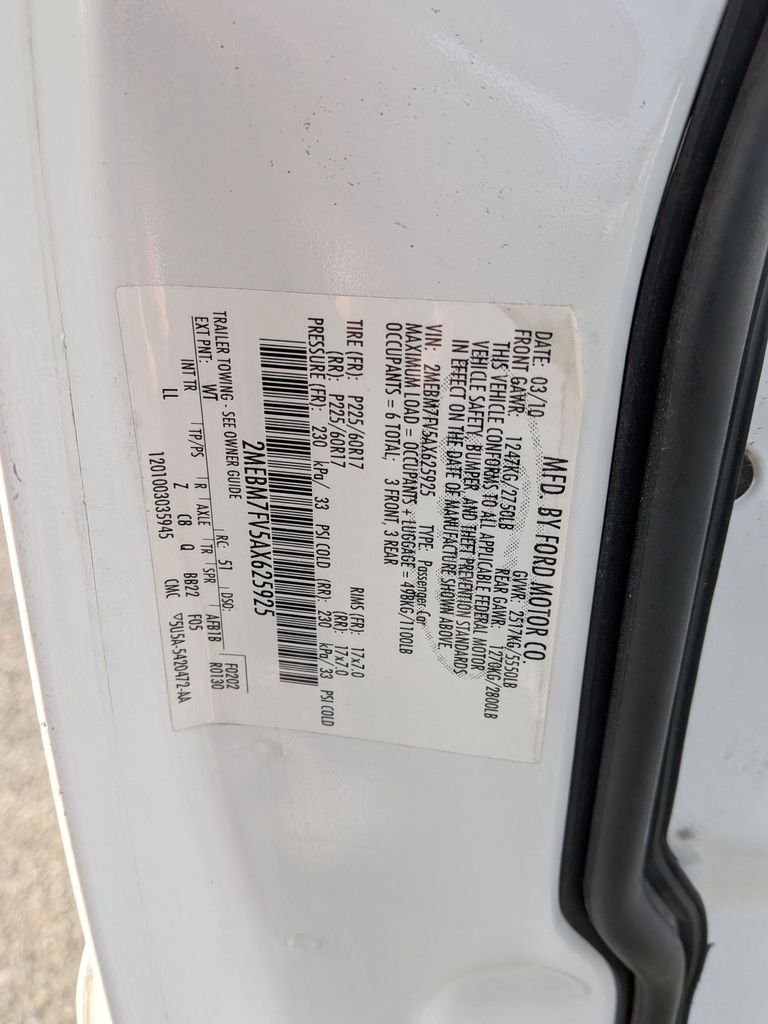 MFD. BY FORD MOTOR CO
DATE: 03/10 GVWR: 2517KG/5550LB
FRONT GAWR: 1247KG/2750LB REAR GAWR: 1270KG/2800LB
THIS VEHICLE CONFORMS TO ALL APPLICABLE FEDERAL MOTOR
VEHICLE SAFETY, BUMPER, AND THEFT PREVENTION STANDARDS
IN EFFECT ON THE DATE OF MANUFACTURE SHOWN ABOVE.
VIN: 2MEBM7FV5AX625925 TYPE: Passenger Car
MAXIMUM LOAD = OCCUPANTS + LUGGAGE = 498KG/1100LB
OCCUPANTS = 6 TOTAL: 3 FRONT, 3 REAR
TIRE (FR): P225/60R17 RIMS (FR): 17x7.0
(RR): P225/60R17 (RR): 17x7.0
PRESSURE (FR): 230 kPa/ 33 PSI COLD (RR): 230 kPa/ 33 PSI COLD
2MEBM7FV5AX625925
TRAILER TOWING - SEE OWNER GUIDE F0202
EXT PNT: WT RC: 51 DSO: R0130
INT TR TP/PS R AXLE TR SPR AFB1B
LL Z C8 Q BB22 F05
1201003035945 CMC 5U5A-5420472-AA